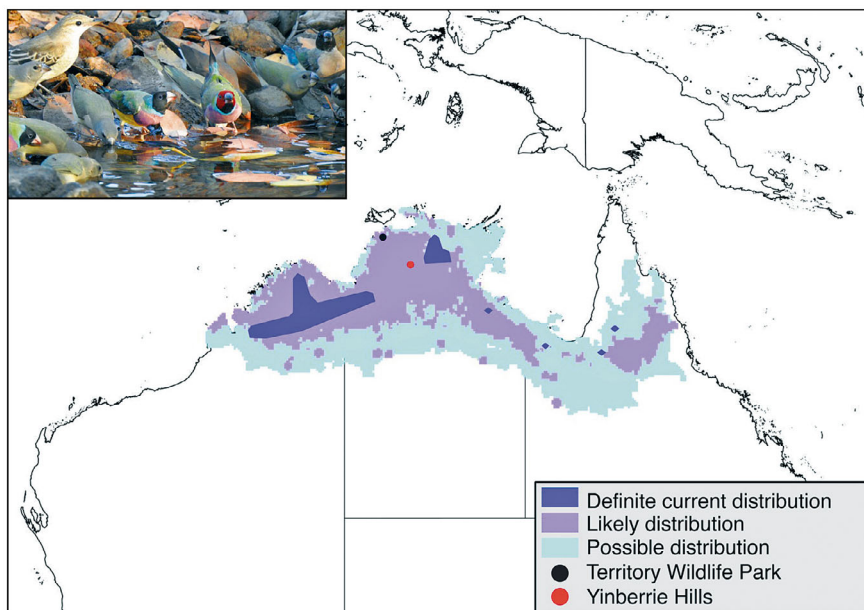 Definite current distribution
Likely distribution
Possible distribution
Territory Wildlife Park
Yinberrie Hills